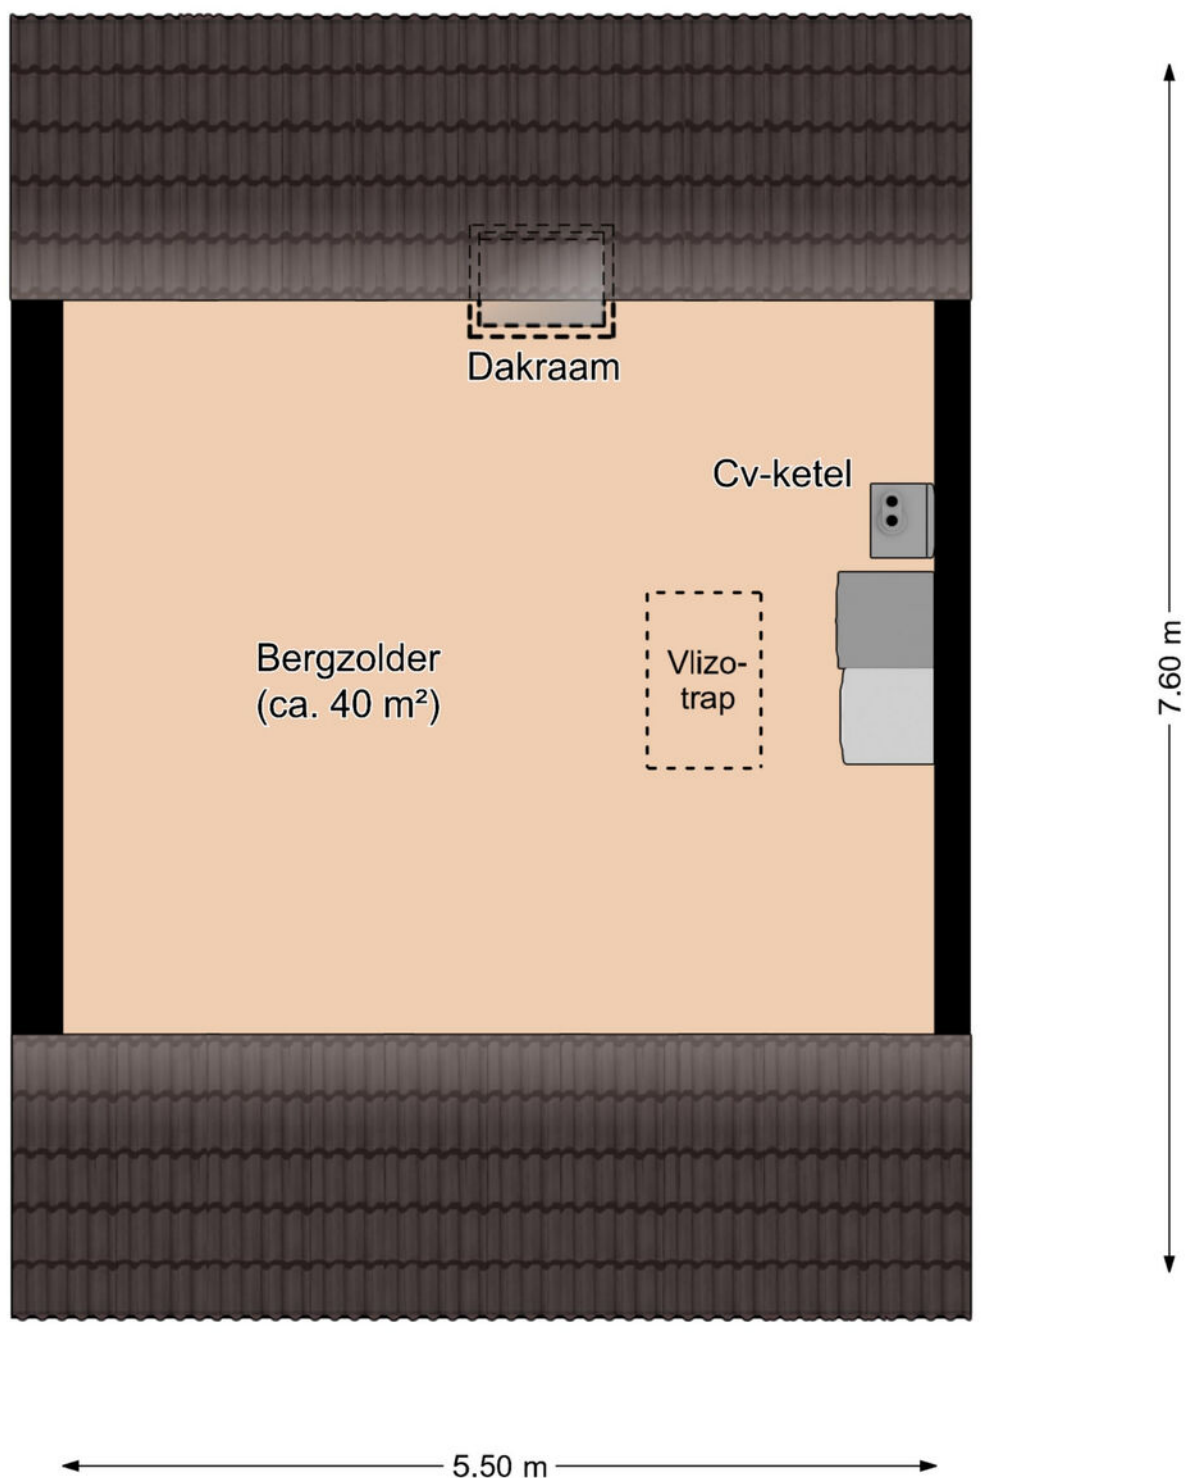 Dakraam
Cv-ketel
Bergzolder
(ca. 40 m²)
Vlizo-
trap
7.60 m
5.50 m